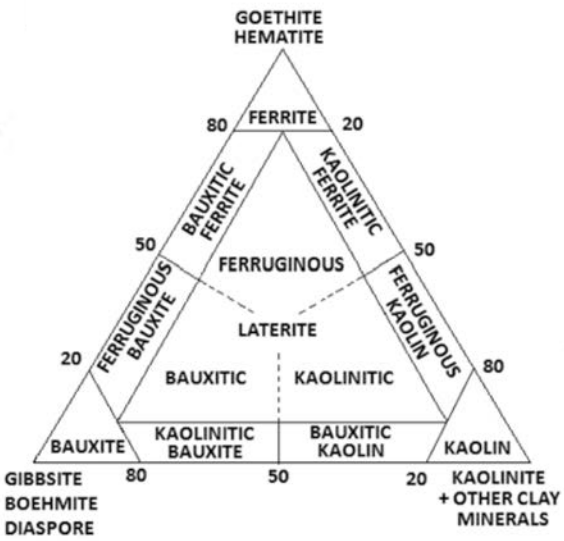 GOETHITE
HEMATITE
80
FERRITE
20
BAUXITIC
FERRITE
KAOLINITIC
FERRITE
50
50
FERRUGINOUS
FERRUGINOUS
BAUXITE
FERRUGINOUS
KAOLIN
LATERITE
20
80
BAUXITIC
KAOLINITIC
BAUXITE
KAOLINITIC
BAUXITE
BAUXITIC
KAOLIN
KAOLIN
GIBBSITE
BOEHMITE
DIASPORE
80
50
20
KAOLINITE
+ OTHER CLAY
MINERALS